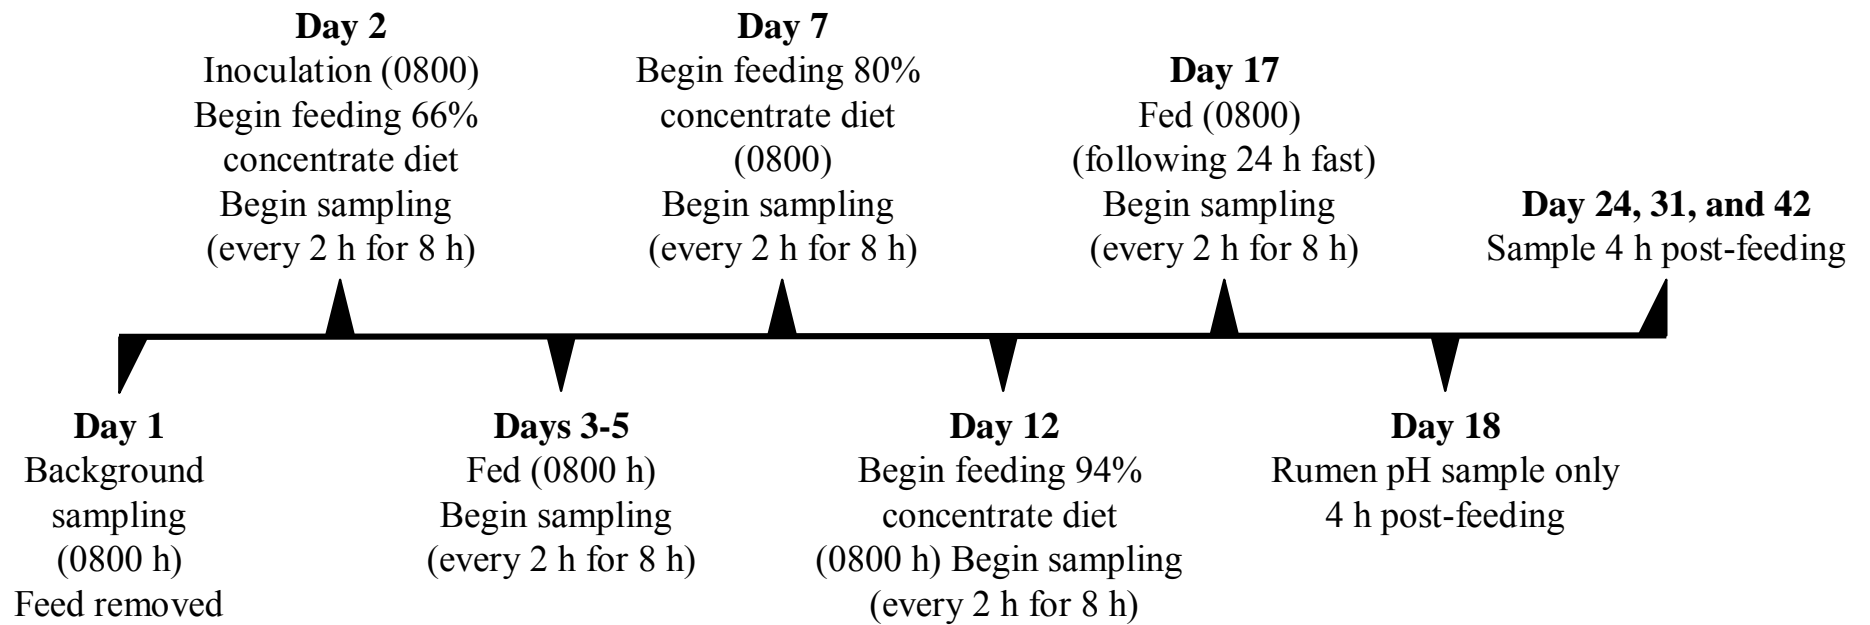 Day 2
Inoculation (0800)
Begin feeding 66%
concentrate diet
Begin sampling
(every 2 h for 8 h)
Day 7
Begin feeding 80%
concentrate diet
(0800)
Begin sampling
(every 2 h for 8 h)
Day 17
Fed (0800)
(following 24 h fast)
Begin sampling
(every 2 h for 8 h)
Day 24, 31, and 42
Sample 4 h post-feeding
Day 1
Background
sampling
(0800 h)
Feed removed
Days 3-5
Fed (0800 h)
Begin sampling
(every 2 h for 8 h)
Day 12
Begin feeding 94%
concentrate diet
(0800 h) Begin sampling
(every 2 h for 8 h)
Day 18
Rumen pH sample only
4 h post-feeding